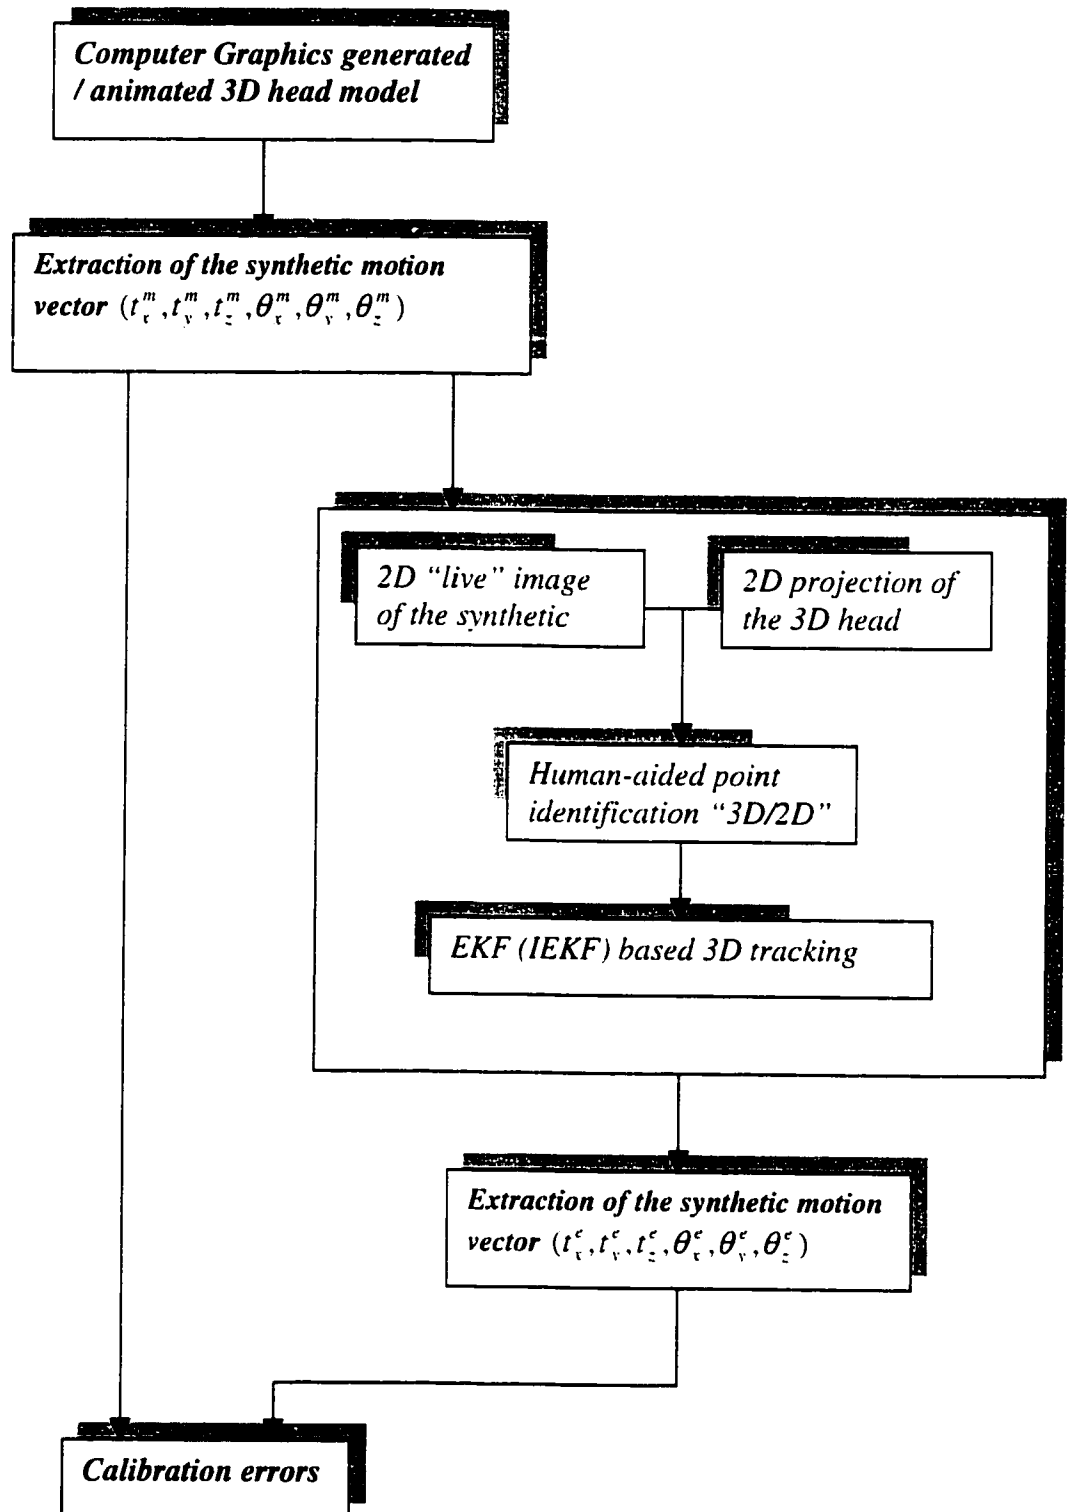 Computer Graphics generated
/ animated 3D head model
Extraction of the synthetic motion
vector (t_x^m, t_y^m, t_z^m, θ_x^m, θ_y^m, θ_z^m)
2D “live” image
of the synthetic
2D projection of
the 3D head
Human-aided point
identification “3D/2D”
EKF (IEKF) based 3D tracking
Extraction of the synthetic motion
vector (t_x^e, t_y^e, t_z^e, θ_x^e, θ_y^e, θ_z^e)
Calibration errors